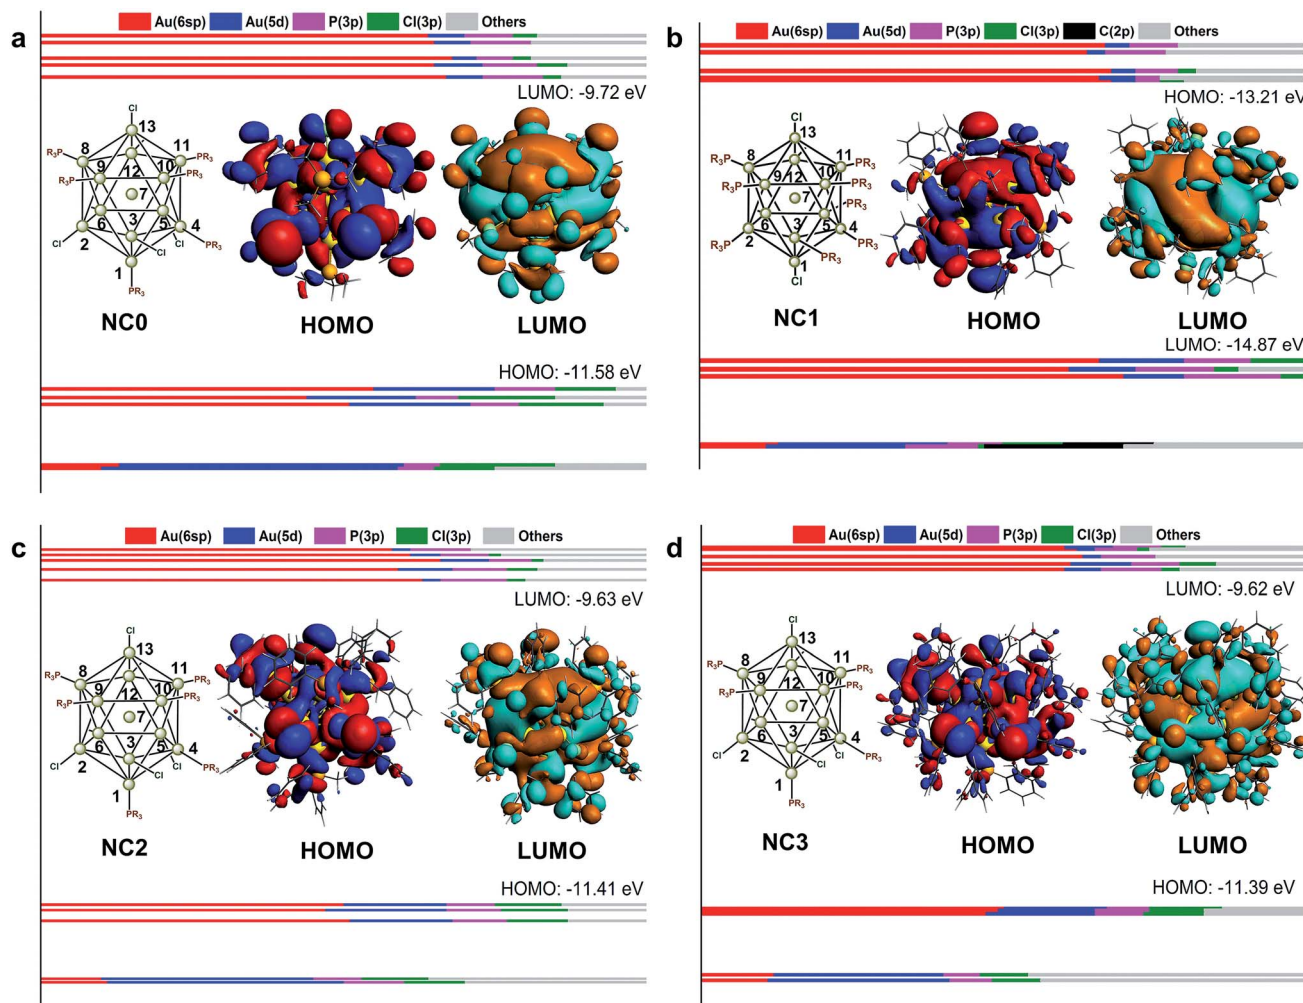 a
Au(6sp) Au(5d) P(3p) Cl(3p) Others
LUMO: -9.72 eV
Cl
13
8 11
R₃P PR₃
9 12 10
R₃P PR₃
7
6 3 5 4
Cl 2 Cl Cl PR₃
1
PR₃
NC0 HOMO LUMO
HOMO: -11.58 eV
b
Au(6sp) Au(5d) P(3p) Cl(3p) C(2p) Others
HOMO: -13.21 eV
Cl
13
8 11
R₃P PR₃
9 12 10
R₃P PR₃
7 PR₃
6 3 5 4
R₃P 2 PR₃
1 PR₃
Cl
NC1 HOMO LUMO
LUMO: -14.87 eV
c
Au(6sp) Au(5d) P(3p) Cl(3p) Others
LUMO: -9.63 eV
Cl
13
8 11
R₃P PR₃
9 12 10
R₃P PR₃
7
6 3 5 4
Cl 2 Cl Cl PR₃
1
PR₃
NC2 HOMO LUMO
HOMO: -11.41 eV
d
Au(6sp) Au(5d) P(3p) Cl(3p) Others
LUMO: -9.62 eV
Cl
13
8 11
R₃P PR₃
9 12 10
R₃P PR₃
7
6 3 5 4
Cl 2 Cl Cl PR₃
1
PR₃
NC3 HOMO LUMO
HOMO: -11.39 eV